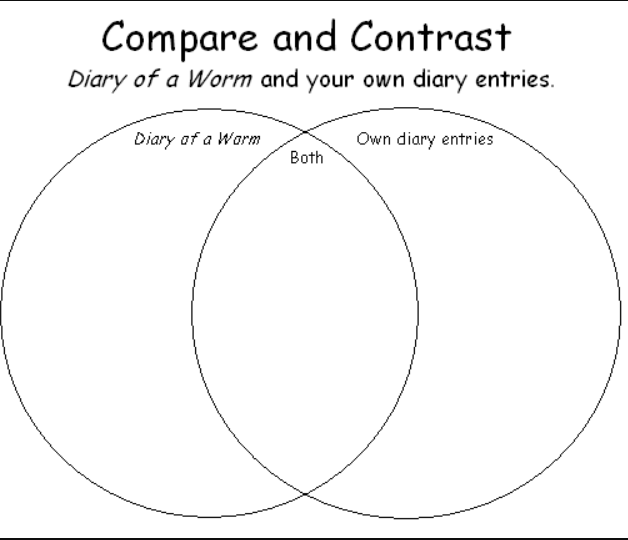 Compare and Contrast
Diary of a Worm and your own diary entries.
Diary of a Worm
Own diary entries
Both